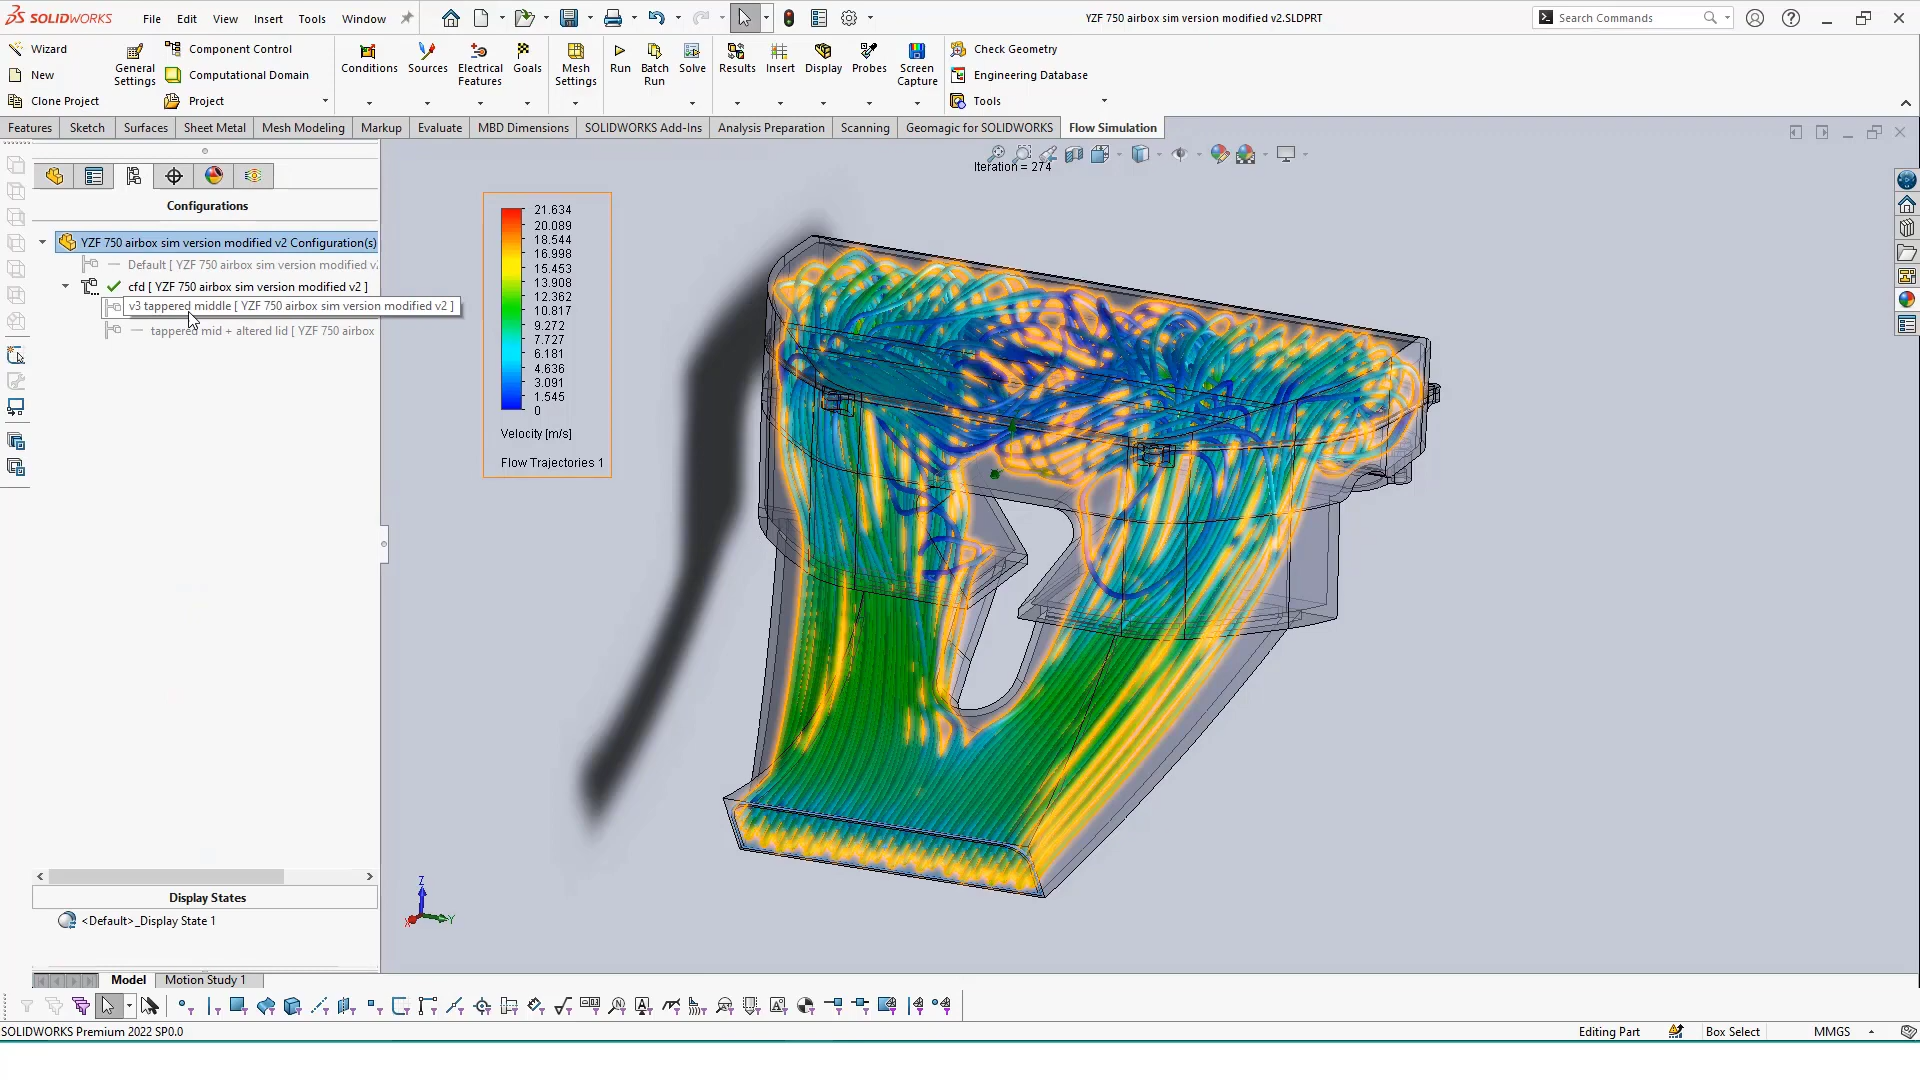 SOLIDWORKS
File Edit View Insert Tools Window
YZF 750 airbox sim version modified v2.SLDPRT
Search Commands
Wizard
New
Clone Project
General Settings
Component Control
Computational Domain
Project
Conditions
Sources
Electrical Features
Goals
Mesh Settings
Run
Batch Run
Solve
Results
Insert
Display
Probes
Screen Capture
Check Geometry
Engineering Database
Tools
Features Sketch Surfaces Sheet Metal Mesh Modeling Markup Evaluate MBD Dimensions SOLIDWORKS Add-Ins Analysis Preparation Scanning Geomagic for SOLIDWORKS Flow Simulation
Iteration = 274
Configurations
YZF 750 airbox sim version modified v2 Configuration(s)
Default [ YZF 750 airbox sim version modified v
cfd [ YZF 750 airbox sim version modified v2 ]
v3 tappered middle [ YZF 750 airbox sim version modified v2 ]
tappered mid + altered lid [ YZF 750 airbox
21.634
20.089
18.544
16.998
15.453
13.908
12.362
10.817
9.272
7.727
6.181
4.636
3.091
1.545
0
Velocity [m/s]
Flow Trajectories 1
Z
X
Y
Display States
<Default>_Display State 1
Model Motion Study 1
SOLIDWORKS Premium 2022 SP0.0
Editing Part
Box Select
MMGS